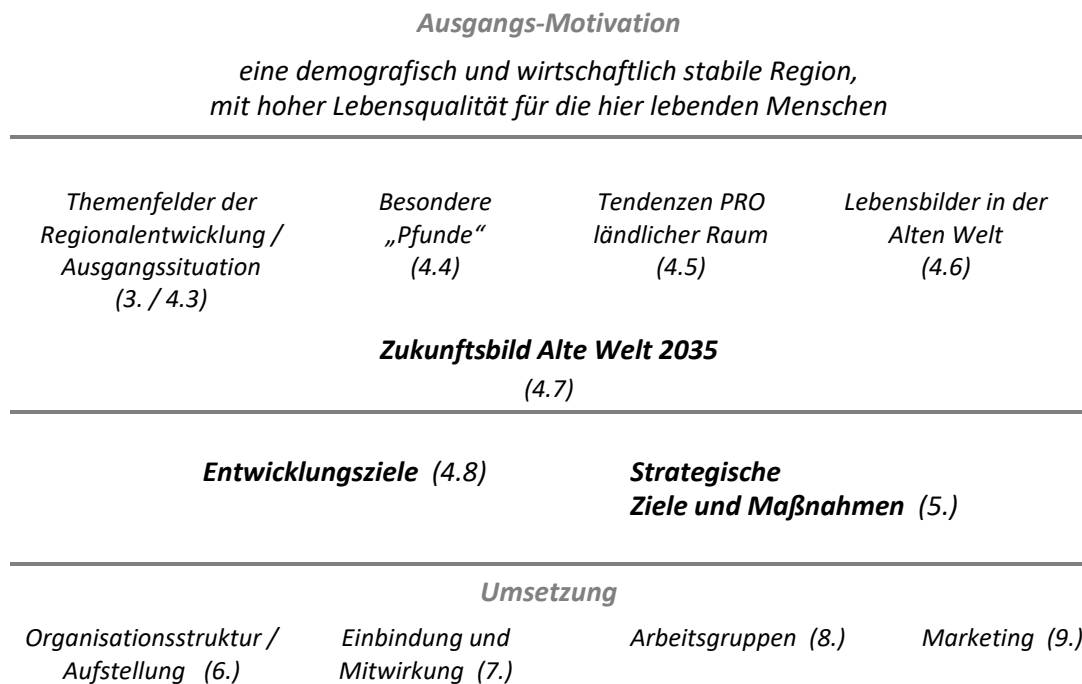 Ausgangs-Motivation
eine demografisch und wirtschaftlich stabile Region,
mit hoher Lebensqualität für die hier lebenden Menschen
Themenfelder der
Regionalentwicklung /
Ausgangssituation
(3. / 4.3)
Besondere
„Pfunde“
(4.4)
Tendenzen PRO
ländlicher Raum
(4.5)
Lebensbilder in der
Alten Welt
(4.6)
Zukunftsbild Alte Welt 2035
(4.7)
Entwicklungsziele (4.8)
Strategische
Ziele und Maßnahmen (5.)
Umsetzung
Organisationsstruktur /
Aufstellung (6.)
Einbindung und
Mitwirkung (7.)
Arbeitsgruppen (8.)
Marketing (9.)